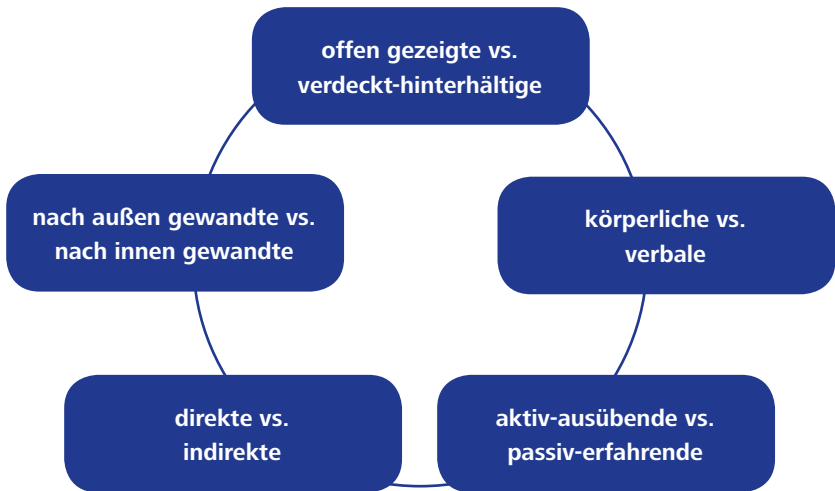 offen gezeigte vs.
verdeckt-hinterhältige
nach außen gewandte vs.
nach innen gewandte
körperliche vs.
verbale
direkte vs.
indirekte
aktiv-ausübende vs.
passiv-erfahrende